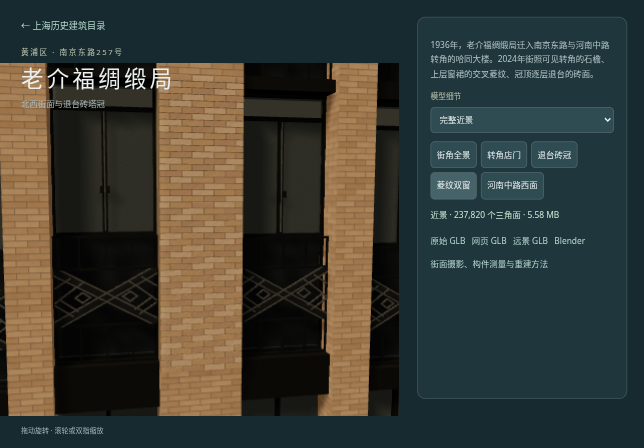 ← 上海历史建筑目录
黄浦区 · 南京东路257号
老介福绸缎局
北西街面与退台砖塔冠
拖动旋转 · 滚轮或双指缩放
1936年，老介福绸缎局迁入南京东路与河南中路
转角的哈同大楼。2024年街照可见转角的石檐、
上层窗裙的交叉菱纹、冠顶逐层退台的砖面。
模型细节
完整近景
街角全景 转角店门 退台砖冠
菱纹双窗 河南中路西面
近景 · 237,820 个三角面 · 5.58 MB
原始 GLB 网页 GLB 远景 GLB Blender
街面摄影、构件测量与重建方法